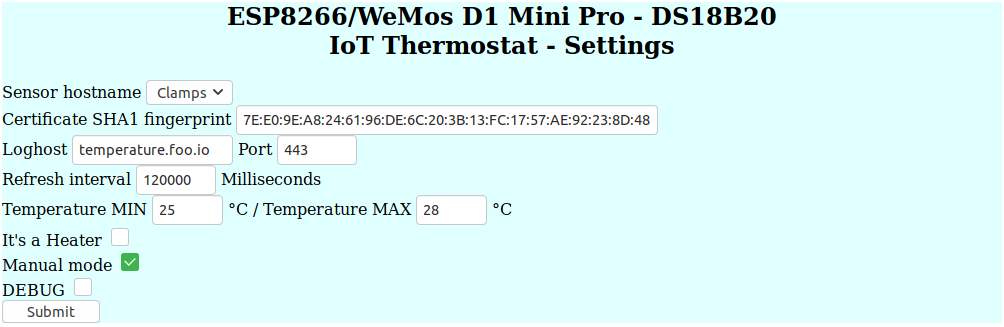 ESP8266/WeMos D1 Mini Pro - DS18B20
IoT Thermostat - Settings
Sensor hostname Clamps
Certificate SHA1 fingerprint 7E:E0:9E:A8:24:61:96:DE:6C:20:3B:13:FC:17:57:AE:92:23:8D:48
Loghost temperature.foo.io Port 443
Refresh interval 120000 Milliseconds
Temperature MIN 25 °C / Temperature MAX 28 °C
It's a Heater
Manual mode
DEBUG
Submit